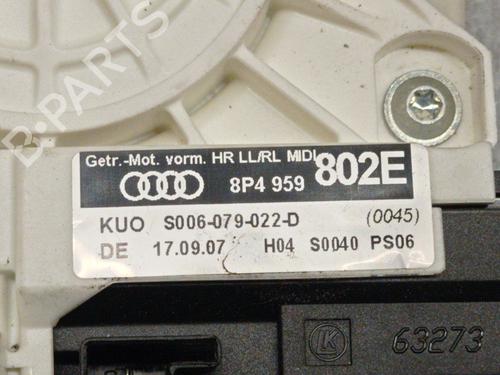 B-PARTS
Getr.-Mot. vorm. HR LL/RL MIDI
8P4 959 802E
KUO S006-079-022-D (0045)
DE 17.09.07 H04 S0040 PS06
LK 63273